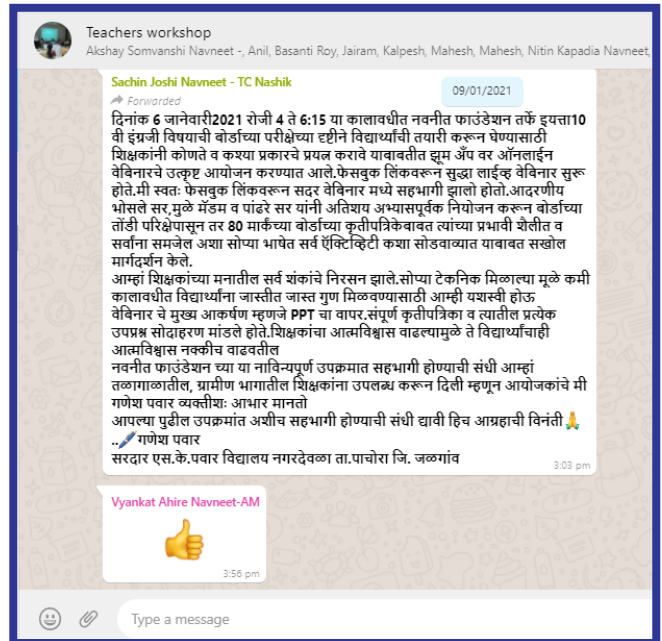 Teachers workshop
Akshay Somvanshi Navneet -, Anil, Basanti Roy, Jairam, Kalpesh, Mahesh, Mahesh, Nitin Kapadia Navneet,
Sachin Joshi Navneet - TC Nashik
09/01/2021
Forwarded
दिनांक 6 जानेवारी2021 रोजी 4 ते 6:15 या कालावधीत नवनीत फाउंडेशन तर्फे इयत्ता10
वी इंग्रजी विषयाची बोर्डाच्या परीक्षेच्या दृष्टीने विद्यार्थ्यांची तयारी करून घेण्यासाठी
शिक्षकांनी कोणते व कश्या प्रकारचे प्रयत्न करावे याबाबतीत झूम अँप वर ऑनलाईन
वेबिनारचे उत्कृष्ट आयोजन करण्यात आले.फेसबुक लिंकवरून सुद्धा लाईव्ह वेविनार सुरू
होते.मी स्वतः फेसबुक लिंकवरून सदर वेबिनार मध्ये सहभागी झालो होतो.आदरणीय
भोसले सर,मुळे मॅडम व पांढरे सर यांनी अतिशय अभ्यासपूर्वक नियोजन करून बोर्डाच्या
तोंडी परिक्षेपासून तर 80 मार्कंच्या बोर्डाच्या कृतीपत्रिकेबाबत त्यांच्या प्रभावी शैलीत व
सर्वांना समजेल अशा सोप्या भाषेत सर्व ऍक्टिव्हिटी कशा सोडवाव्यात याबाबत सखोल
मार्गदर्शन केले.
आम्हां शिक्षकांच्या मनातील सर्व शंकांचे निरसन झाले.सोप्या टेकनिक मिळाल्या मूळे कमी
कालावधीत विद्यार्थ्यांना जास्तीत जास्त गुण मिळवण्यासाठी आम्ही यशस्वी होऊ
वेबिनार चे मुख्य आकर्षण म्हणजे PPT चा वापर.संपूर्ण कृतीपत्रिका व त्यातील प्रत्येक
उपप्रश्न सोदाहरण मांडले होते.शिक्षकांचा आत्मविश्वास वाढल्यामुळे ते विद्यार्थ्यांचाही
आत्मविश्वास नक्कीच वाढवतील
नवनीत फाउंडेशन च्या या नाविन्यपूर्ण उपक्रमात सहभागी होण्याची संधी आम्हां
तळागाळातील, ग्रामीण भागातील शिक्षकांना उपलब्ध करून दिली म्हणून आयोजकांचे मी
गणेश पवार व्यक्तीशः आभार मानतो
आपल्या पुढील उपक्रमांत अशीच सहभागी होण्याची संधी द्यावी हिच आग्रहाची विनंती🙏
..🖊️गणेश पवार
सरदार एस.के.पवार विद्यालय नगरदेवळा ता.पाचोरा जि. जळगांव
3:03 pm
Vyankat Ahire Navneet-AM
👍
3:56 pm
Type a message